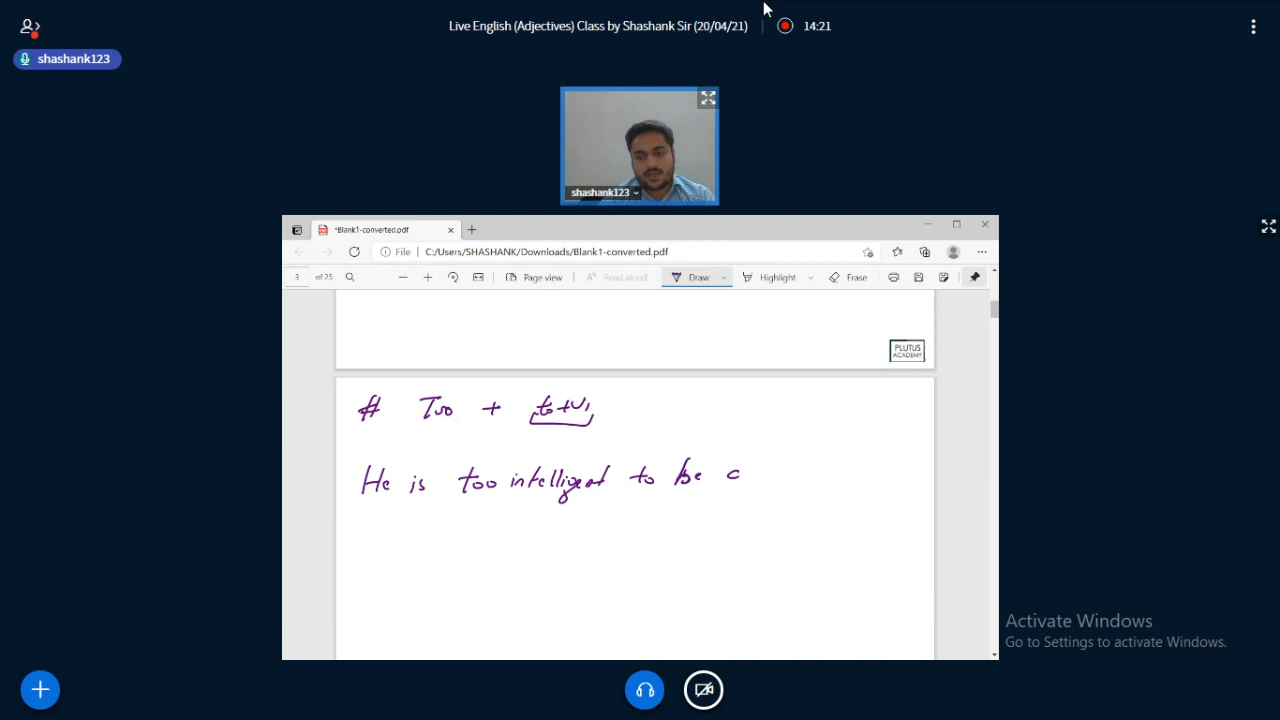 Live English (Adjectives) Class by Shashank Sir (20/04/21)
14:21
shashank123
shashank123
*Blank1-converted.pdf
File
C:/Users/SHASHANK/Downloads/Blank1-converted.pdf
3 of 25
Page view
Read aloud
Draw
Highlight
Erase
PLUTUS
ACADEMY
# Too + to+V1
He is too intelligent to be c
Activate Windows
Go to Settings to activate Windows.